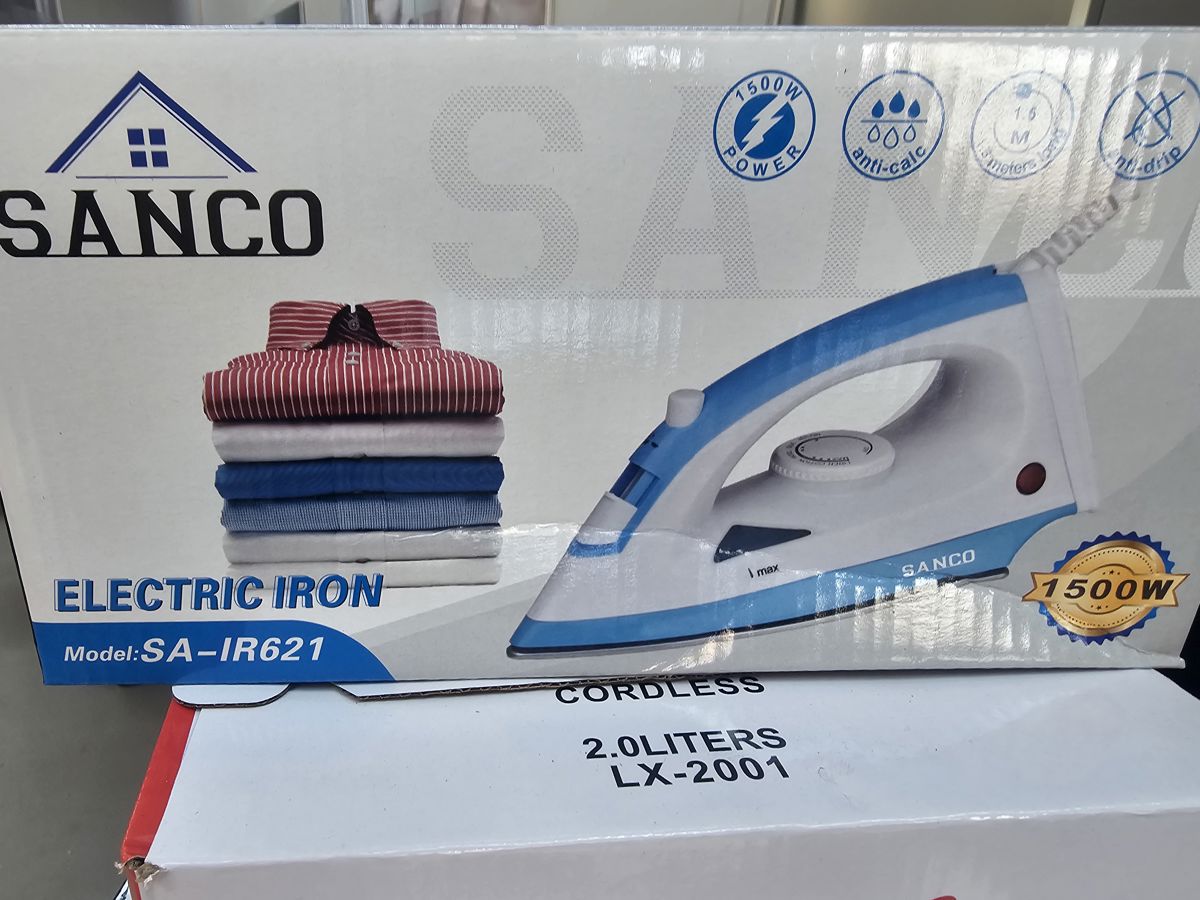 SANCO
SANCO
1500W
POWER
anti-calc
M
anti-drip
max
SANCO
1500W
ELECTRIC IRON
Model:SA-IR621
CORDLESS
2.0LITERS
LX-2001